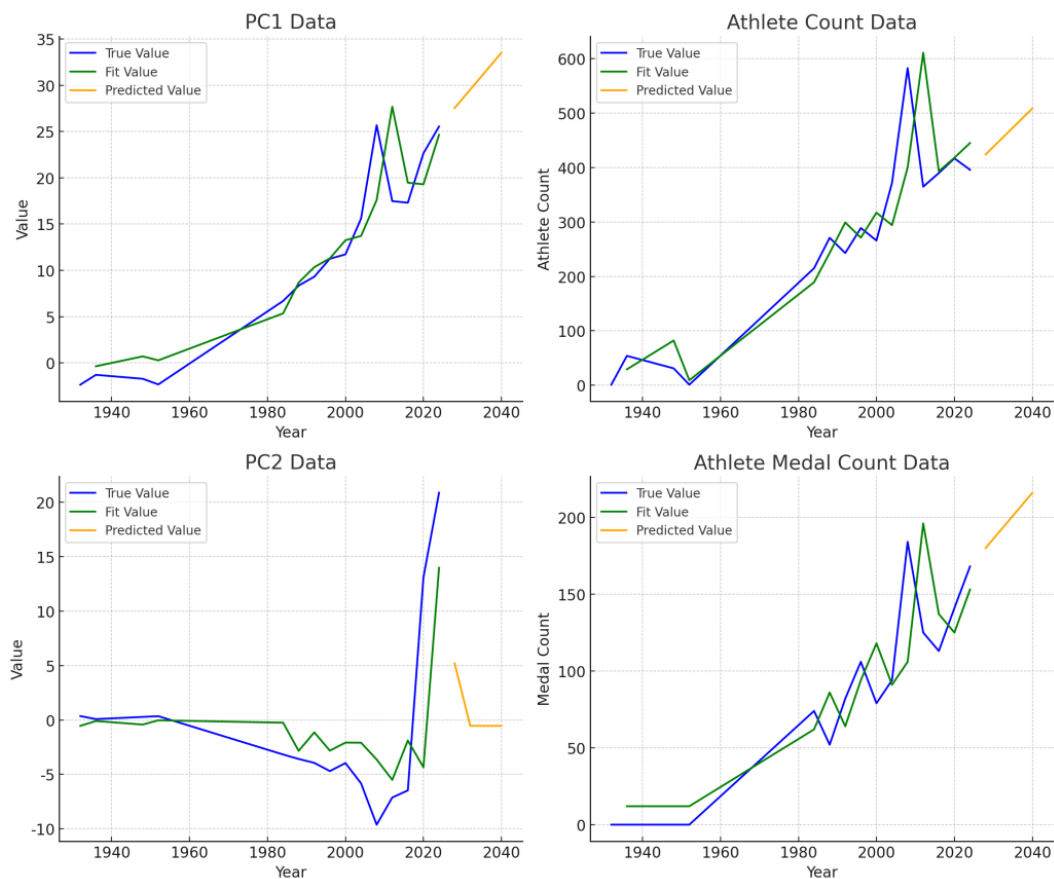 PC1 Data
True Value
Fit Value
Predicted Value
Value
35
30
25
20
15
10
5
0
1940 1960 1980 2000 2020 2040
Year
Athlete Count Data
True Value
Fit Value
Predicted Value
Athlete Count
600
500
400
300
200
100
0
1940 1960 1980 2000 2020 2040
Year
PC2 Data
True Value
Fit Value
Predicted Value
Value
20
15
10
5
0
-5
-10
1940 1960 1980 2000 2020 2040
Year
Athlete Medal Count Data
True Value
Fit Value
Predicted Value
Medal Count
200
150
100
50
0
1940 1960 1980 2000 2020 2040
Year